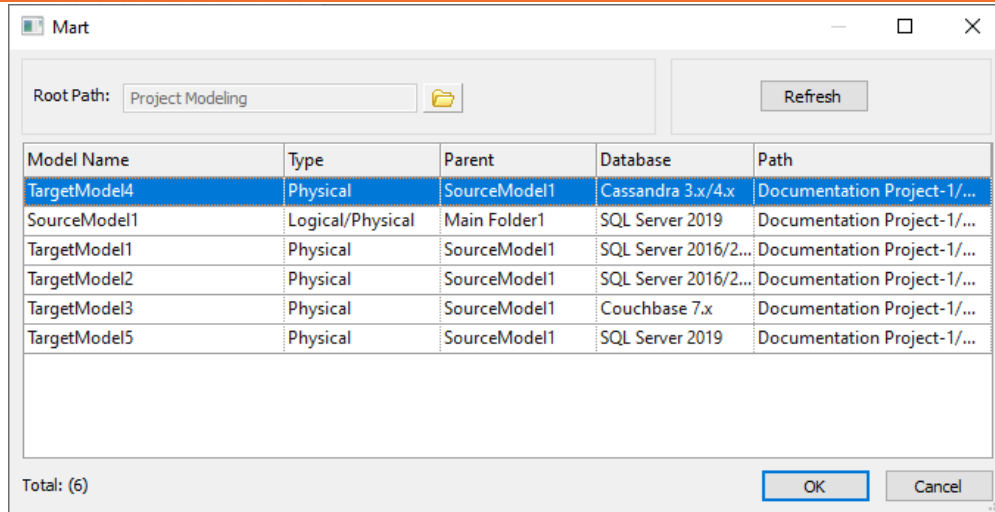 Mart
Root Path: Project Modeling Refresh
Model Name Type Parent Database Path
TargetModel4 Physical SourceModel1 Cassandra 3.x/4.x Documentation Project-1/...
SourceModel1 Logical/Physical Main Folder1 SQL Server 2019 Documentation Project-1/...
TargetModel1 Physical SourceModel1 SQL Server 2016/2... Documentation Project-1/...
TargetModel2 Physical SourceModel1 SQL Server 2016/2... Documentation Project-1/...
TargetModel3 Physical SourceModel1 Couchbase 7.x Documentation Project-1/...
TargetModel5 Physical SourceModel1 SQL Server 2019 Documentation Project-1/...
Total: (6) OK Cancel